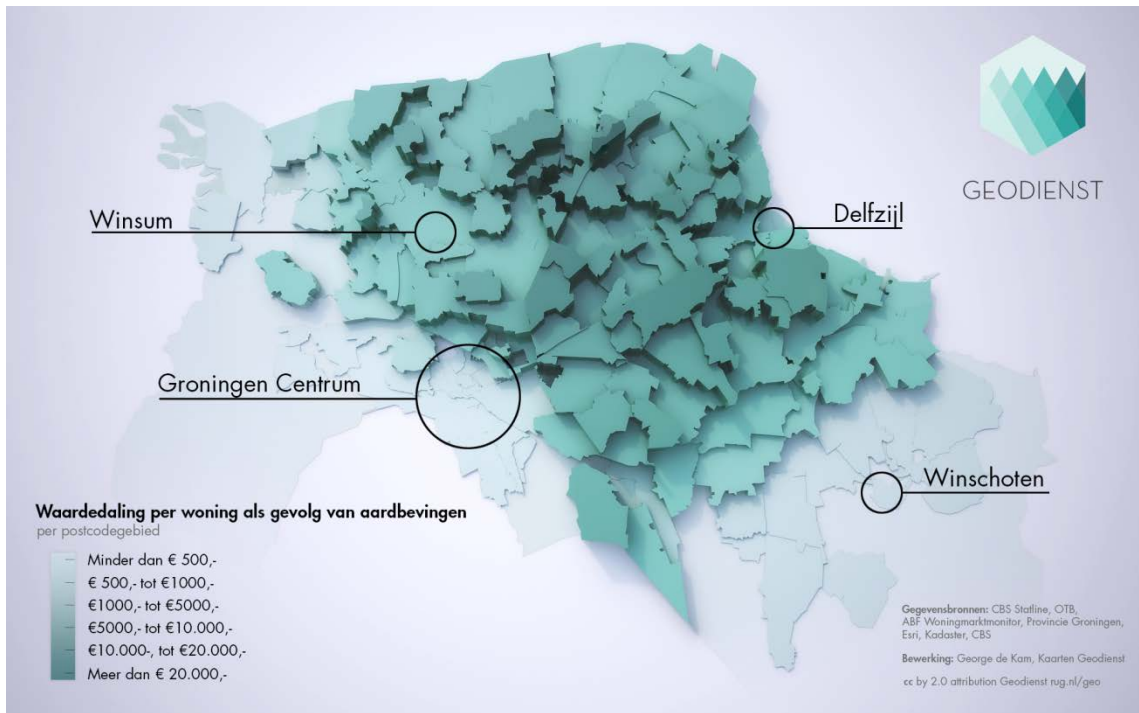 GEODIENST
Winsum
Delfzijl
Groningen Centrum
Winschoten
Waardedaling per woning als gevolg van aardbevingen
per postcodegebied
Minder dan € 500,-
€ 500,- tot €1000,-
€1000,- tot €5000,-
€5000,- tot €10.000,-
€10.000-, tot €20.000,-
Meer dan € 20.000,-
Gegevensbronnen: CBS Statline, OTB,
ABF Woningmarktmonitor, Provincie Groningen,
Esri, Kadaster, CBS
Bewerking: George de Kam, Kaarten Geodienst
cc by 2.0 attribution Geodienst rug.nl/geo